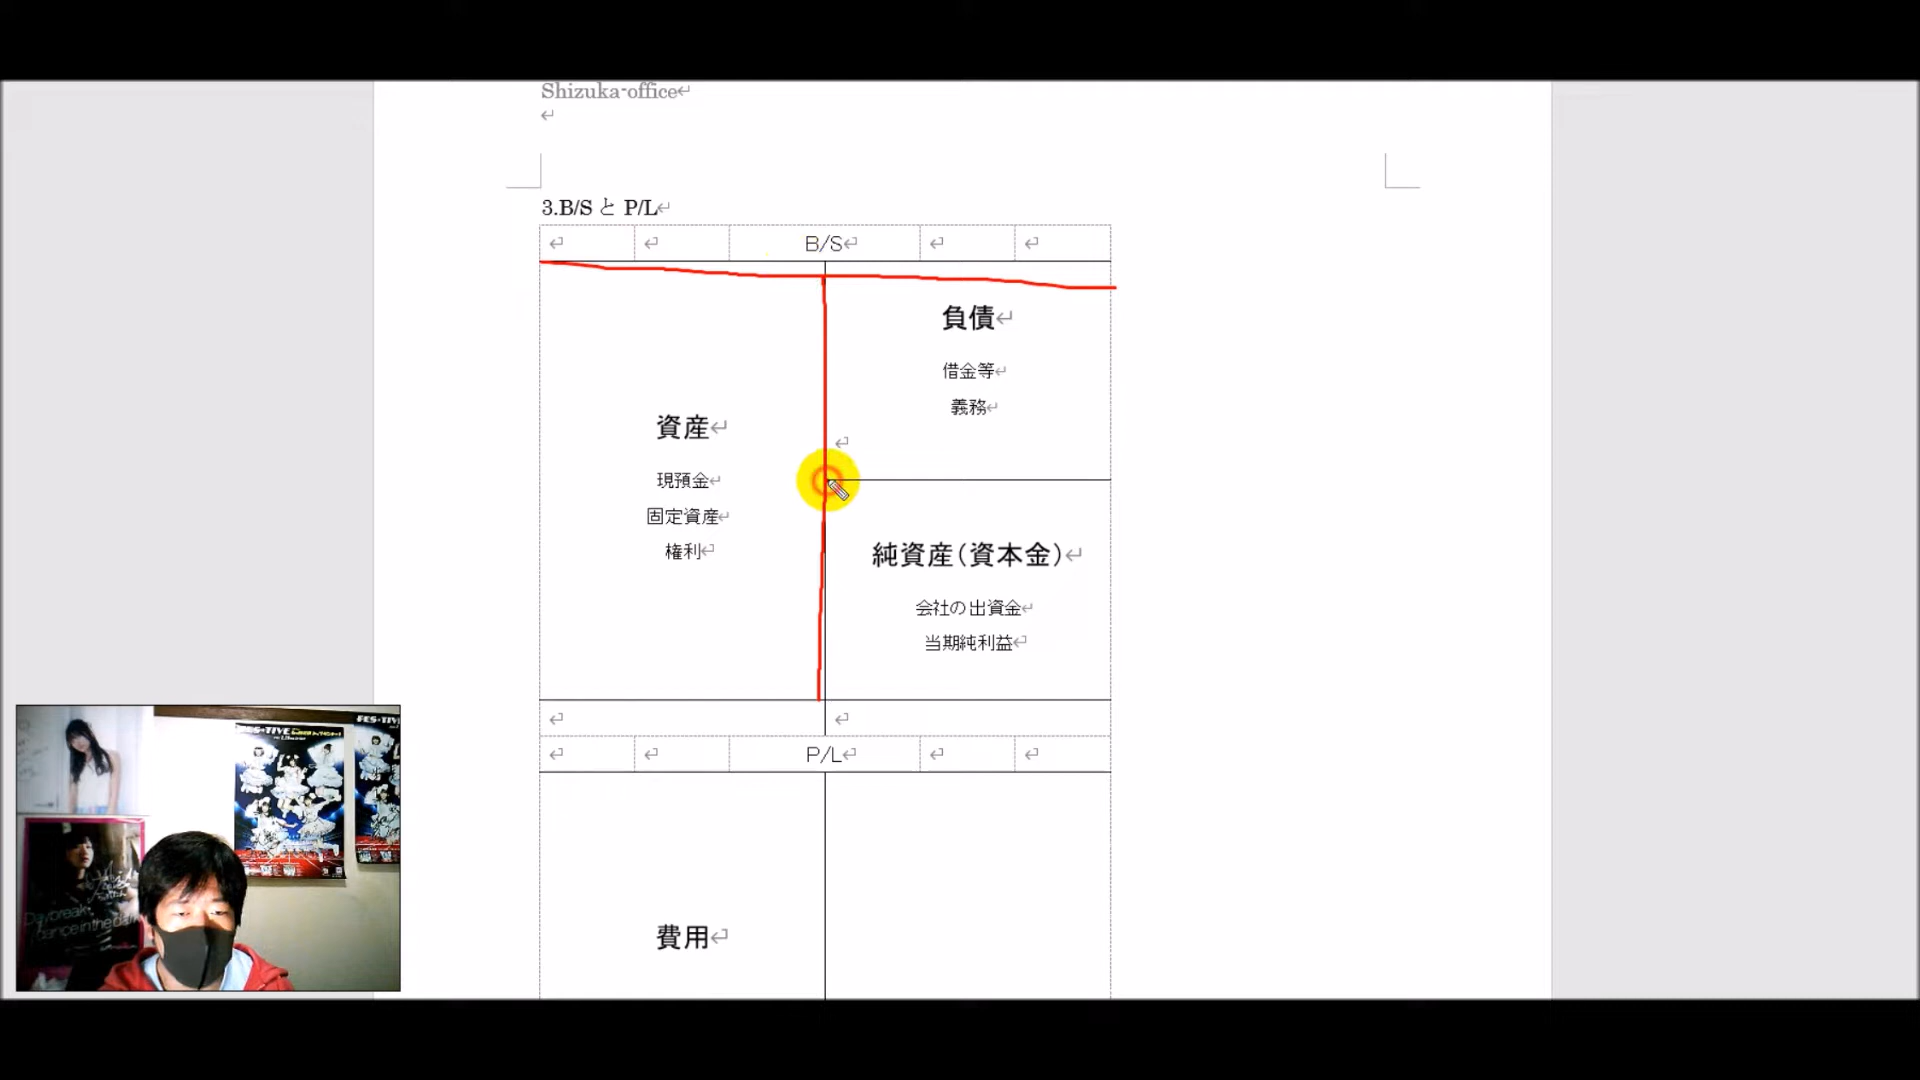 Shizuka-office
3.B/S と P/L
B/S
負債
借金等
義務
資産
現預金
固定資産
権利
純資産(資本金)
会社の出資金
当期純利益
P/L
費用
FES☆TIVE
FES☆TIV
Daybreak